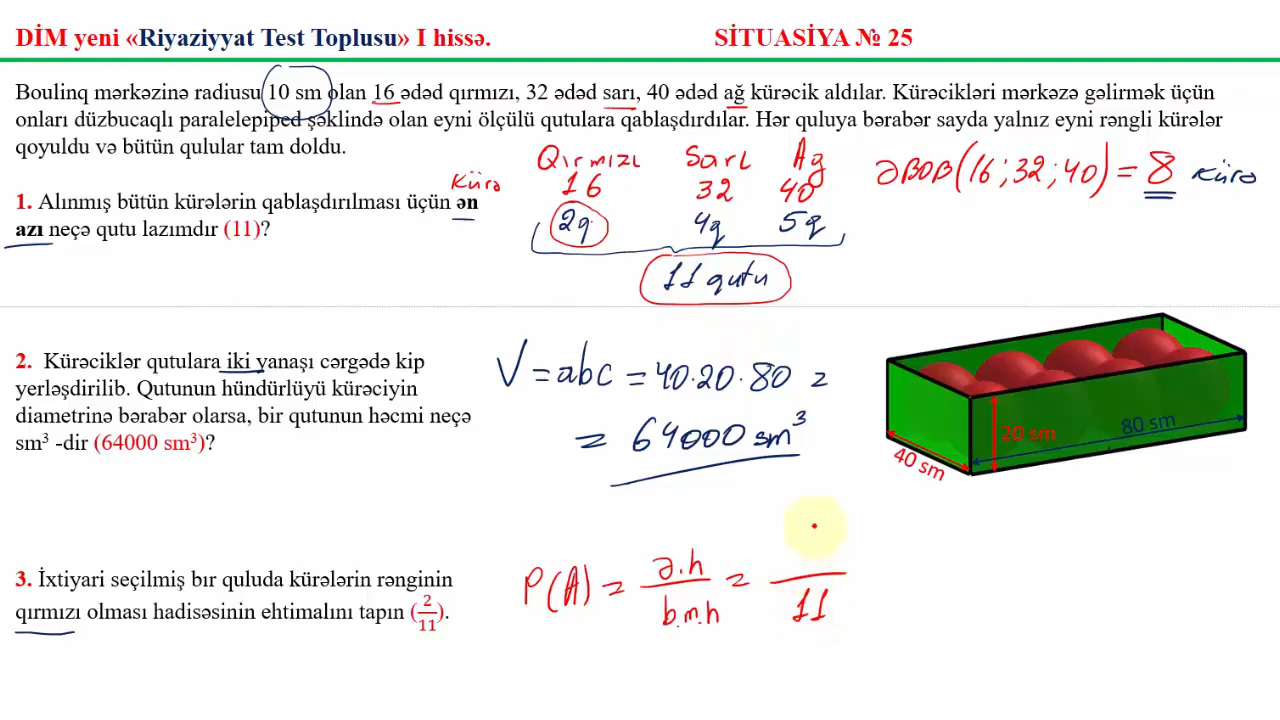 DİM yeni «Riyaziyyat Test Toplusu» I hissə.
SİTUASİYA № 25
Boulinq mərkəzinə radiusu 10 sm olan 16 ədəd qırmızı, 32 ədəd sarı, 40 ədəd ağ kürəcik aldılar. Kürəcikləri mərkəzə gəlirmək üçün
onları düzbucaqlı paralelepiped şəklində olan eyni ölçülü qutulara qablaşdırdılar. Hər quluya bərabər sayda yalnız eyni rəngli kürələr
qoyuldu və bütün qulular tam doldu.
Qırmızı Sarı Ag
Kürə 16 32 40
ƏBOB(16;32;40) = 8 kürə
1. Alınmış bütün kürələrin qablaşdırılması üçün ən
azı neçə qutu lazımdır (11)?
2q 4q 5q
11 qutu
2. Kürəciklər qutulara iki yanaşı cərgədə kip
yerləşdirilib. Qutunun hündürlüyü kürəciyin
diametrinə bərabər olarsa, bir qutunun həcmi neçə
sm³ -dir (64000 sm³)?
V = abc = 40·20·80 =
= 64000 sm³
20 sm
80 sm
40 sm
3. İxtiyari seçilmiş bır quluda kürələrin rənginin
qırmızı olması hadisəsinin ehtimalını tapın (2/11).
P(A) = ə.h / b.m.h = / 11